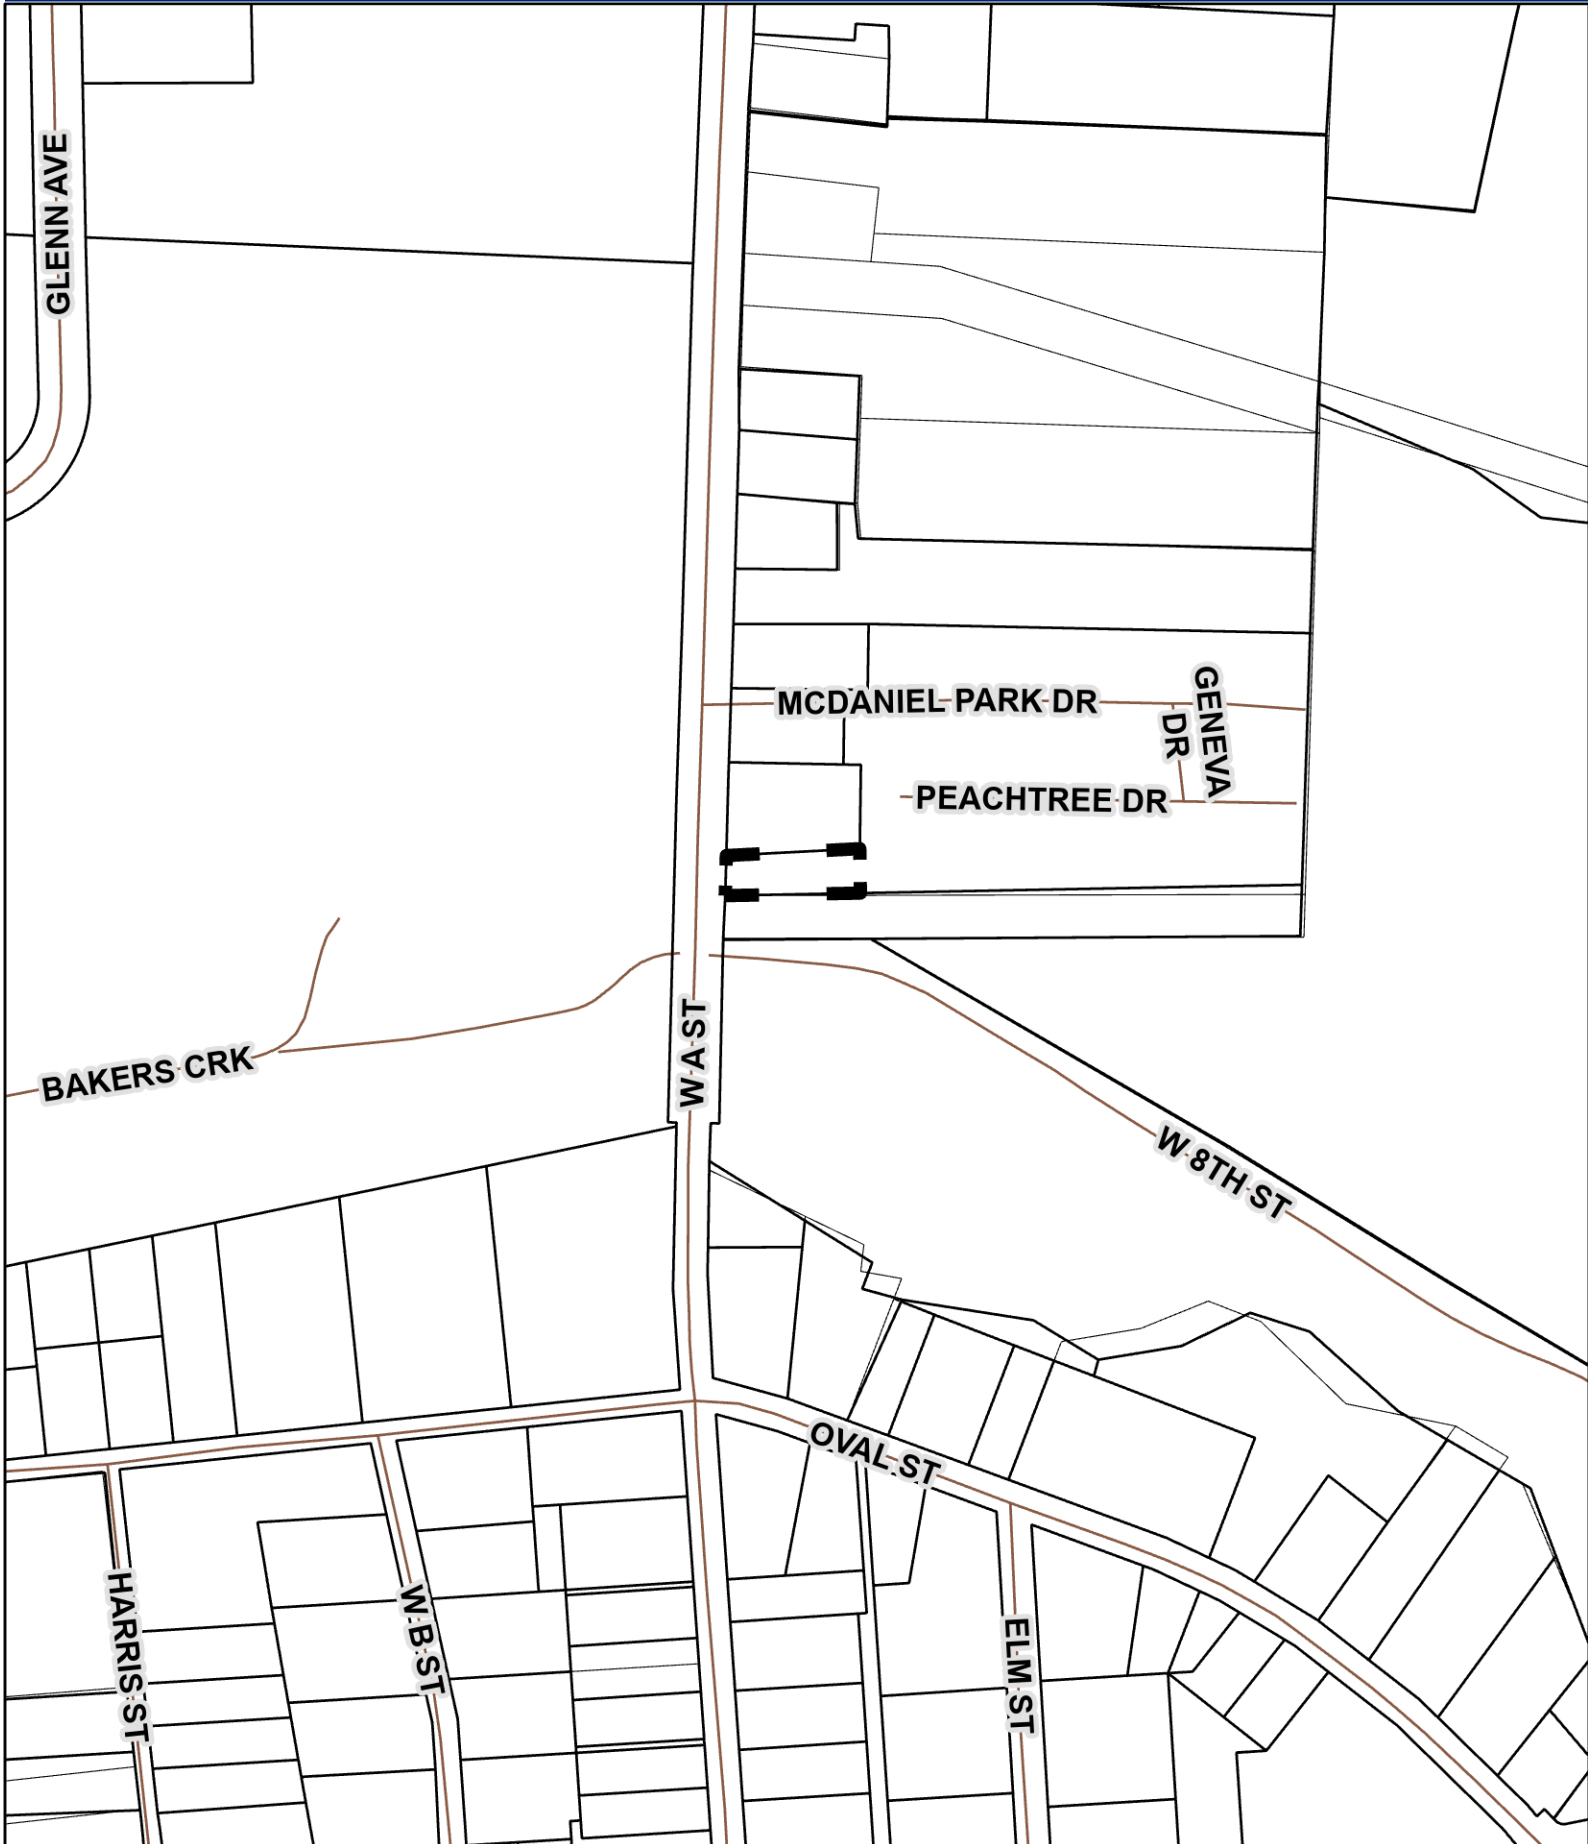 GLENN AVE
MCDANIEL PARK DR
GENEVA
DR
PEACHTREE DR
W A ST
BAKERS CRK
W 8TH ST
OVAL ST
HARRIS ST
W B ST
ELM ST